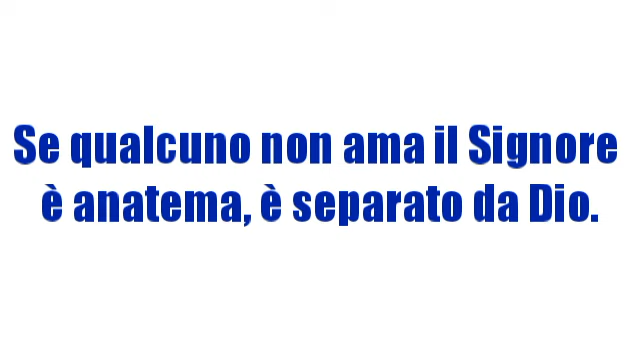 Se qualcuno non ama il Signore
è anatema, è separato da Dio.